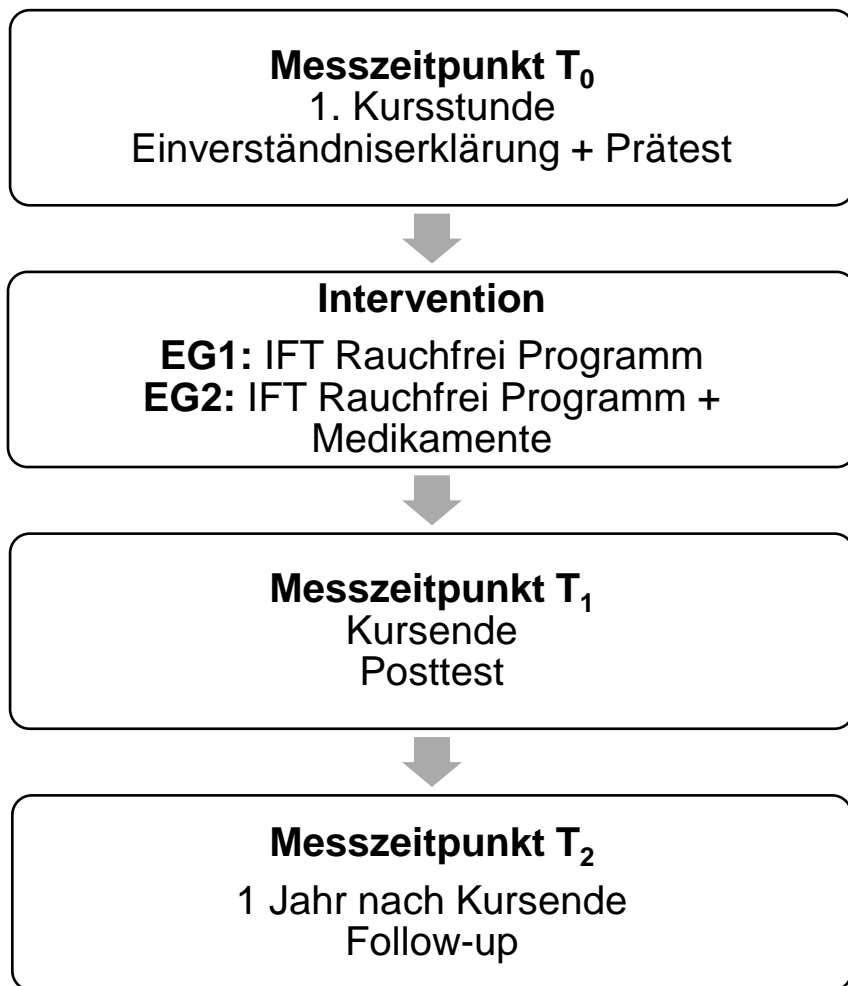 Messzeitpunkt T₀
1. Kursstunde
Einverständniserklärung + Prätest
Intervention
EG1: IFT Rauchfrei Programm
EG2: IFT Rauchfrei Programm +
Medikamente
Messzeitpunkt T₁
Kursende
Posttest
Messzeitpunkt T₂
1 Jahr nach Kursende
Follow-up